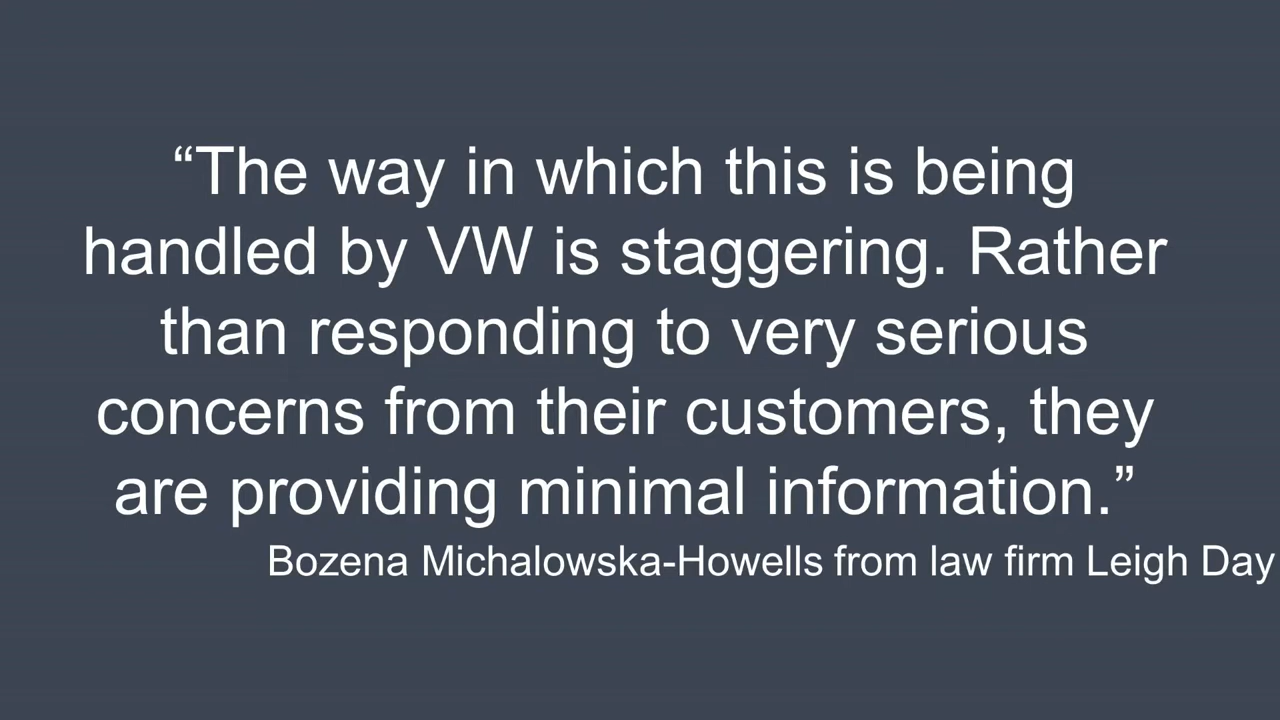 “The way in which this is being
handled by VW is staggering. Rather
than responding to very serious
concerns from their customers, they
are providing minimal information.”
Bozena Michalowska-Howells from law firm Leigh Day